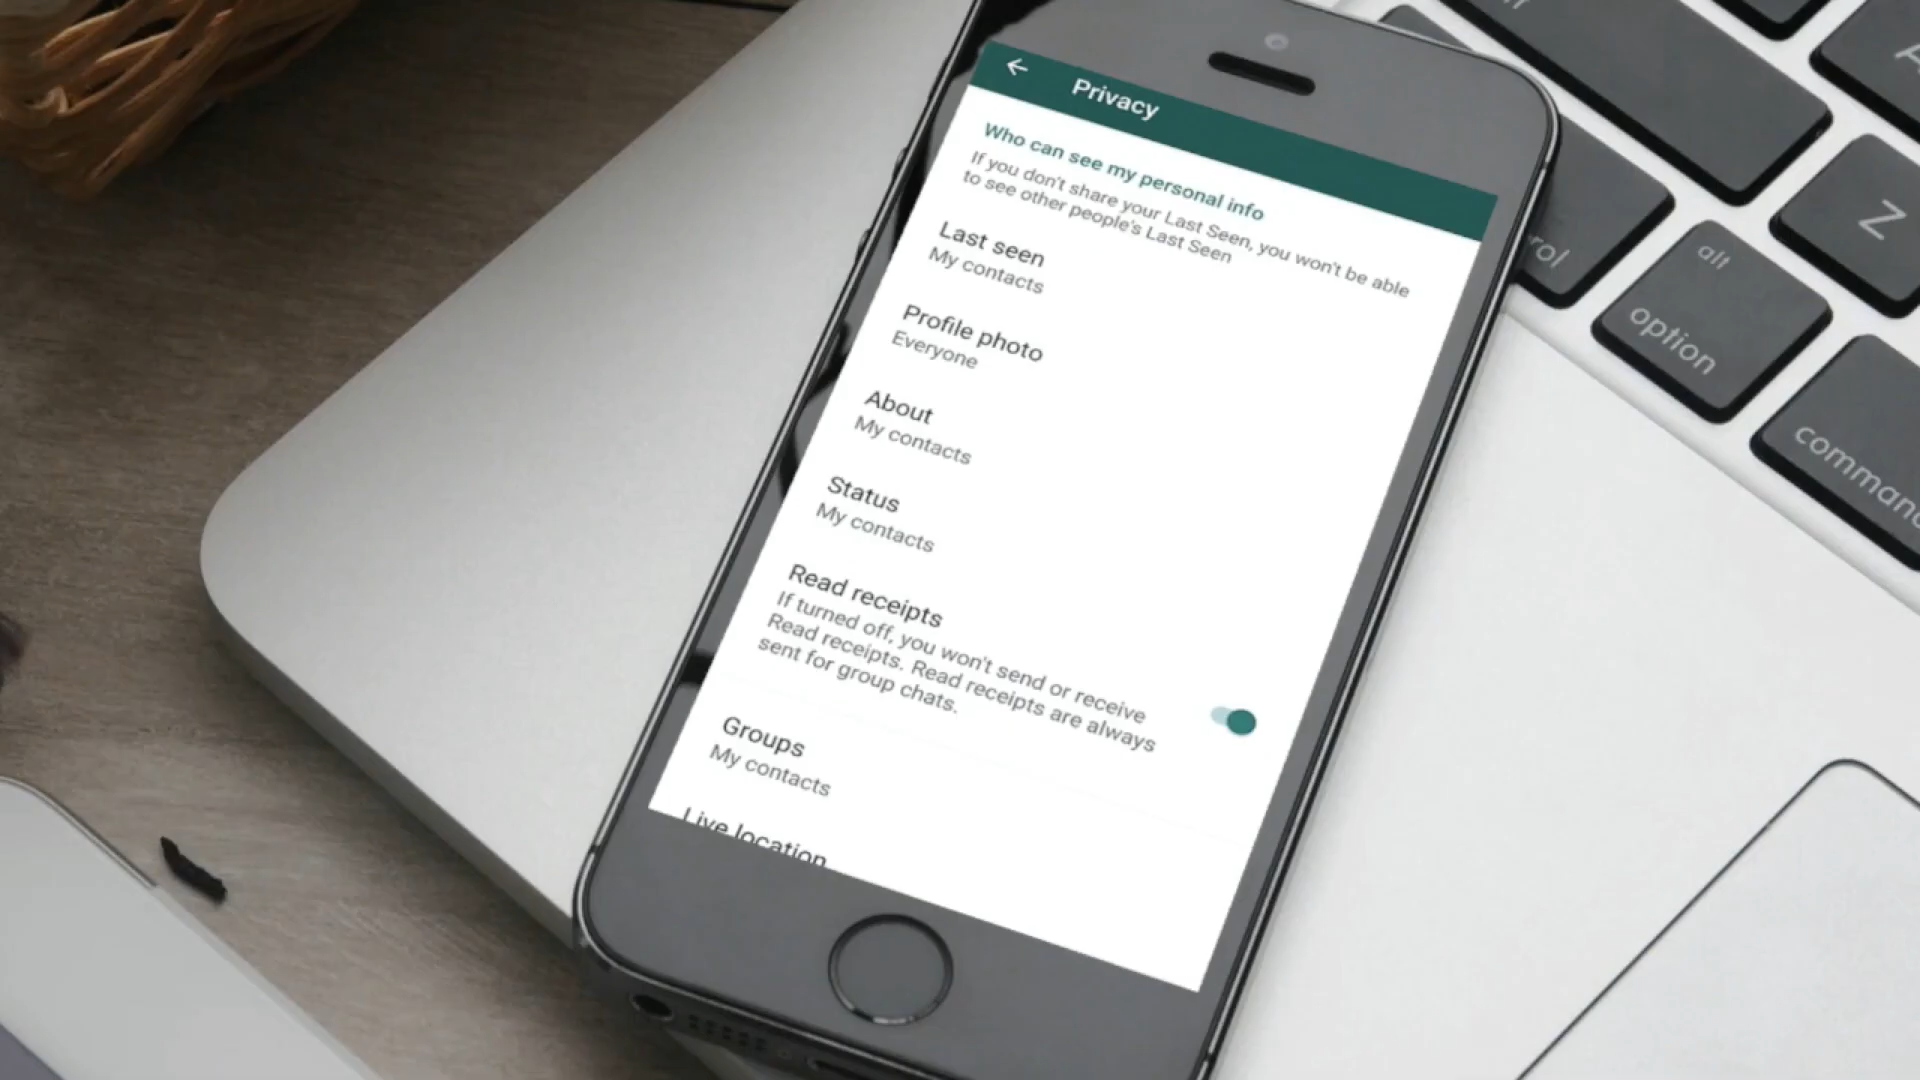 Privacy
Who can see my personal info
If you don't share your Last Seen, you won't be able
to see other people's Last Seen
Last seen
My contacts
Profile photo
Everyone
About
My contacts
Status
My contacts
Read receipts
If turned off, you won't send or receive
Read receipts. Read receipts are always
sent for group chats.
Groups
My contacts
Live location
Z
alt
option